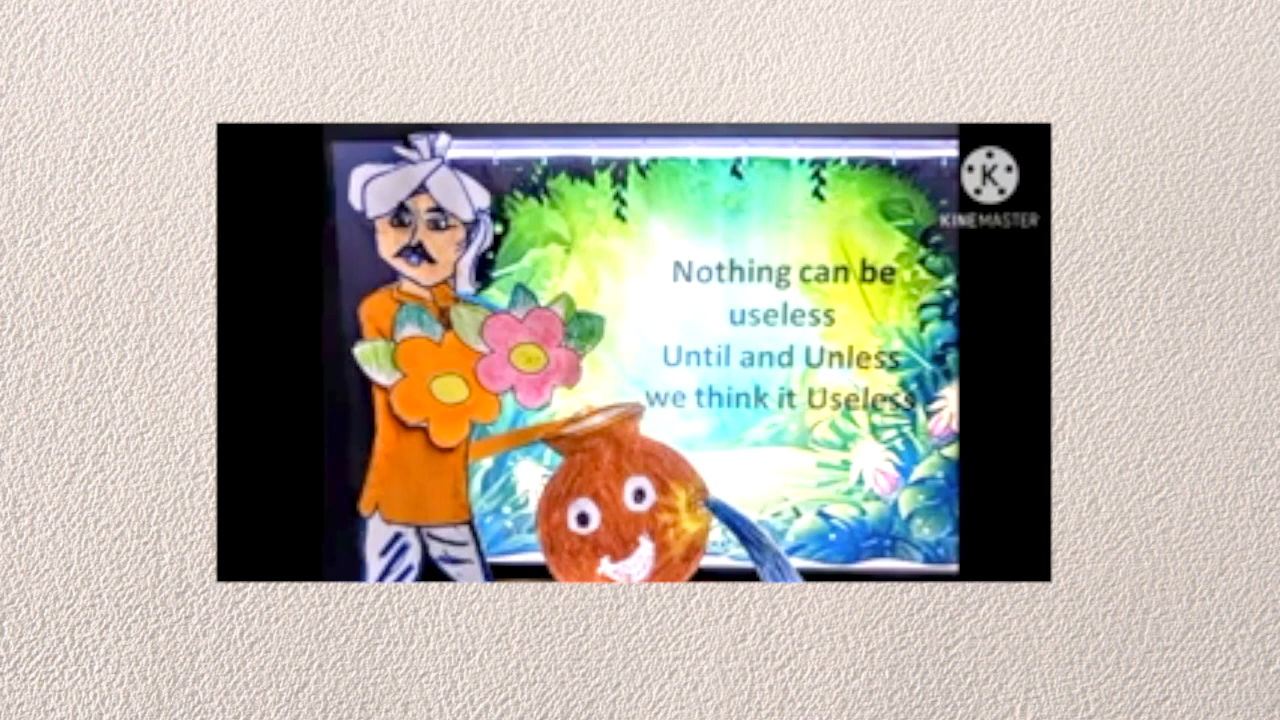 K
KINEMASTER
Nothing can be
useless
Until and Unless
we think it Useless